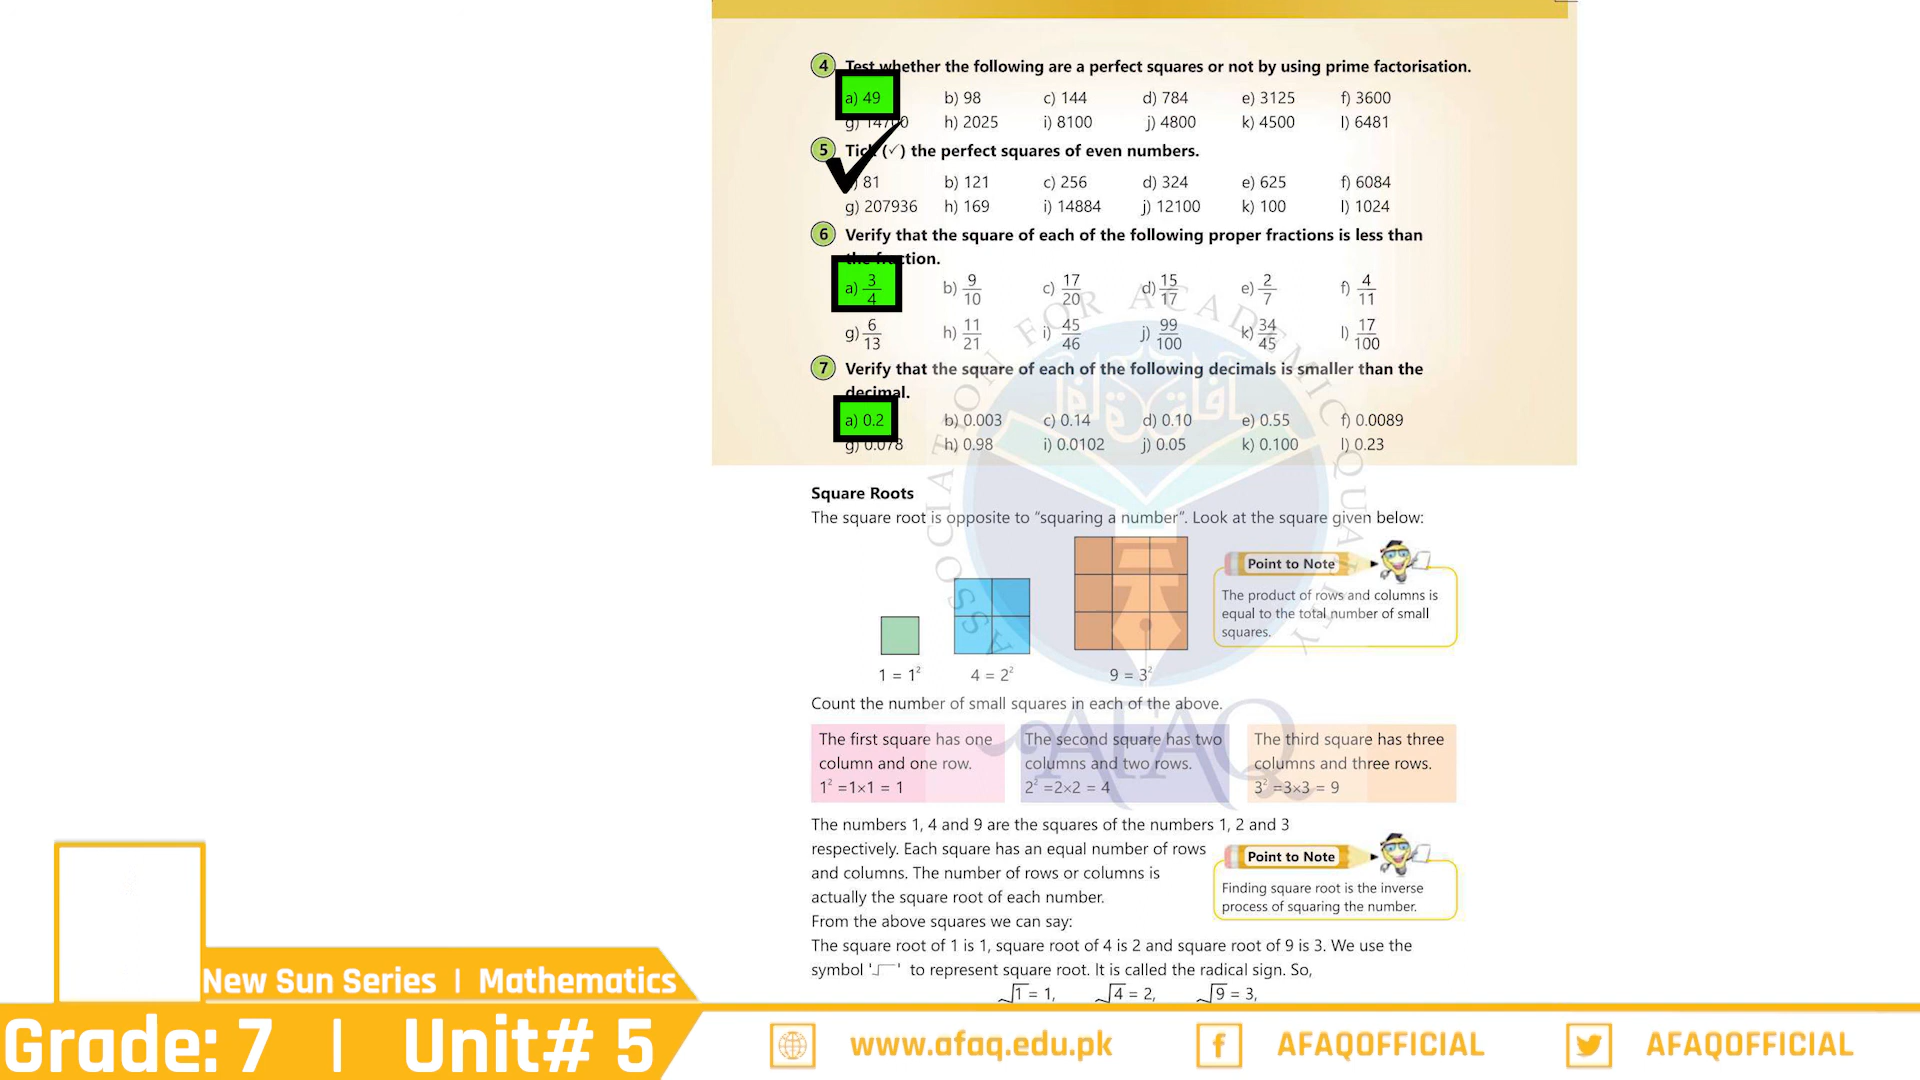 4 Test whether the following are a perfect squares or not by using prime factorisation.
a) 49 b) 98 c) 144 d) 784 e) 3125 f) 3600
g) 14700 h) 2025 i) 8100 j) 4800 k) 4500 l) 6481
5 Tick (✓) the perfect squares of even numbers.
81 b) 121 c) 256 d) 324 e) 625 f) 6084
g) 207936 h) 169 i) 14884 j) 12100 k) 100 l) 1024
6 Verify that the square of each of the following proper fractions is less than
the fraction.
a) 3/4 b) 9/10 c) 17/20 d) 15/17 e) 2/7 f) 4/11
g) 6/13 h) 11/21 i) 45/46 j) 99/100 k) 34/45 l) 17/100
7 Verify that the square of each of the following decimals is smaller than the
decimal.
a) 0.2 b) 0.003 c) 0.14 d) 0.10 e) 0.55 f) 0.0089
g) 0.078 h) 0.98 i) 0.0102 j) 0.05 k) 0.100 l) 0.23
ASSOCIATION FOR ACADEMIC QUALITY
آفاق
AFAQ
Square Roots
The square root is opposite to “squaring a number”. Look at the square given below:
Point to Note
The product of rows and columns is
equal to the total number of small
squares.
1 = 1² 4 = 2² 9 = 3²
Count the number of small squares in each of the above.
The first square has one
column and one row.
1² =1×1 = 1
The second square has two
columns and two rows.
2² =2×2 = 4
The third square has three
columns and three rows.
3² =3×3 = 9
The numbers 1, 4 and 9 are the squares of the numbers 1, 2 and 3
respectively. Each square has an equal number of rows
and columns. The number of rows or columns is
actually the square root of each number.
Point to Note
Finding square root is the inverse
process of squaring the number.
From the above squares we can say:
The square root of 1 is 1, square root of 4 is 2 and square root of 9 is 3. We use the
symbol '√' to represent square root. It is called the radical sign. So,
√1 = 1, √4 = 2, √9 = 3,
New Sun Series | Mathematics
Grade: 7 | Unit# 5
www.afaq.edu.pk
AFAQOFFICIAL
AFAQOFFICIAL